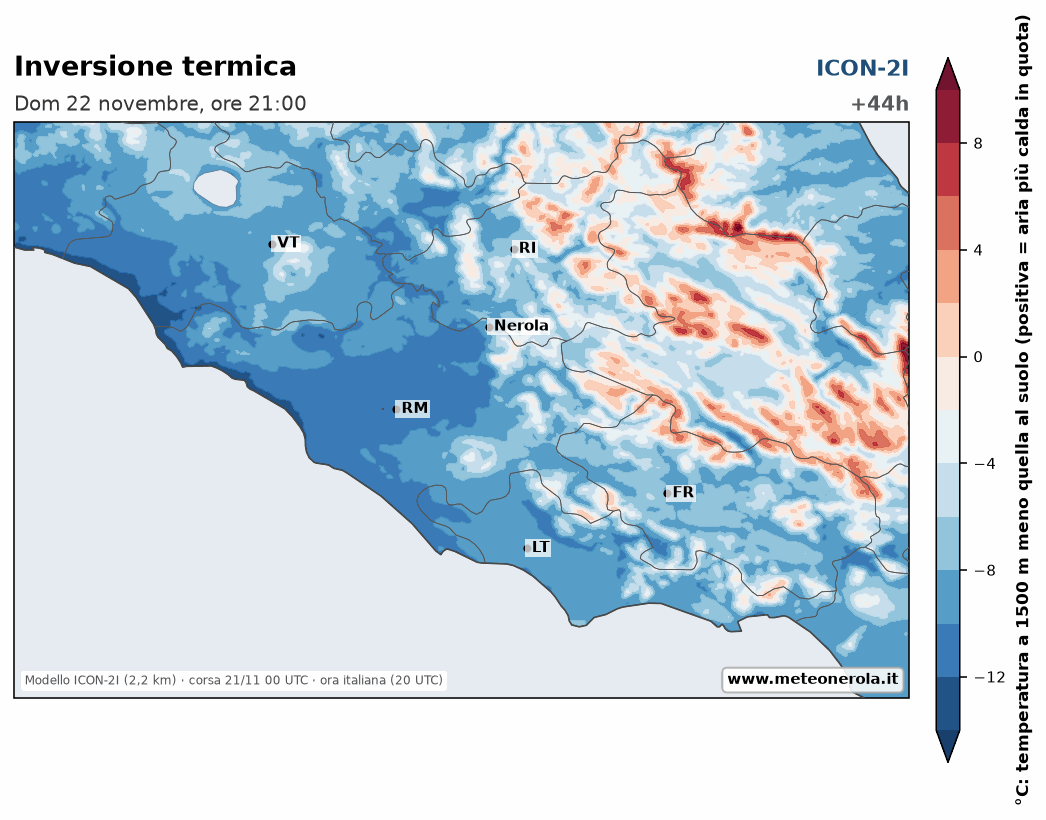 Inversione termica
ICON-2I
Dom 22 novembre, ore 21:00
+44h
VT
RI
Nerola
RM
FR
LT
Modello ICON-2I (2,2 km) · corsa 21/11 00 UTC · ora italiana (20 UTC)
www.meteonerola.it
8
4
0
−4
−8
−12
°C: temperatura a 1500 m meno quella al suolo (positiva = aria più calda in quota)